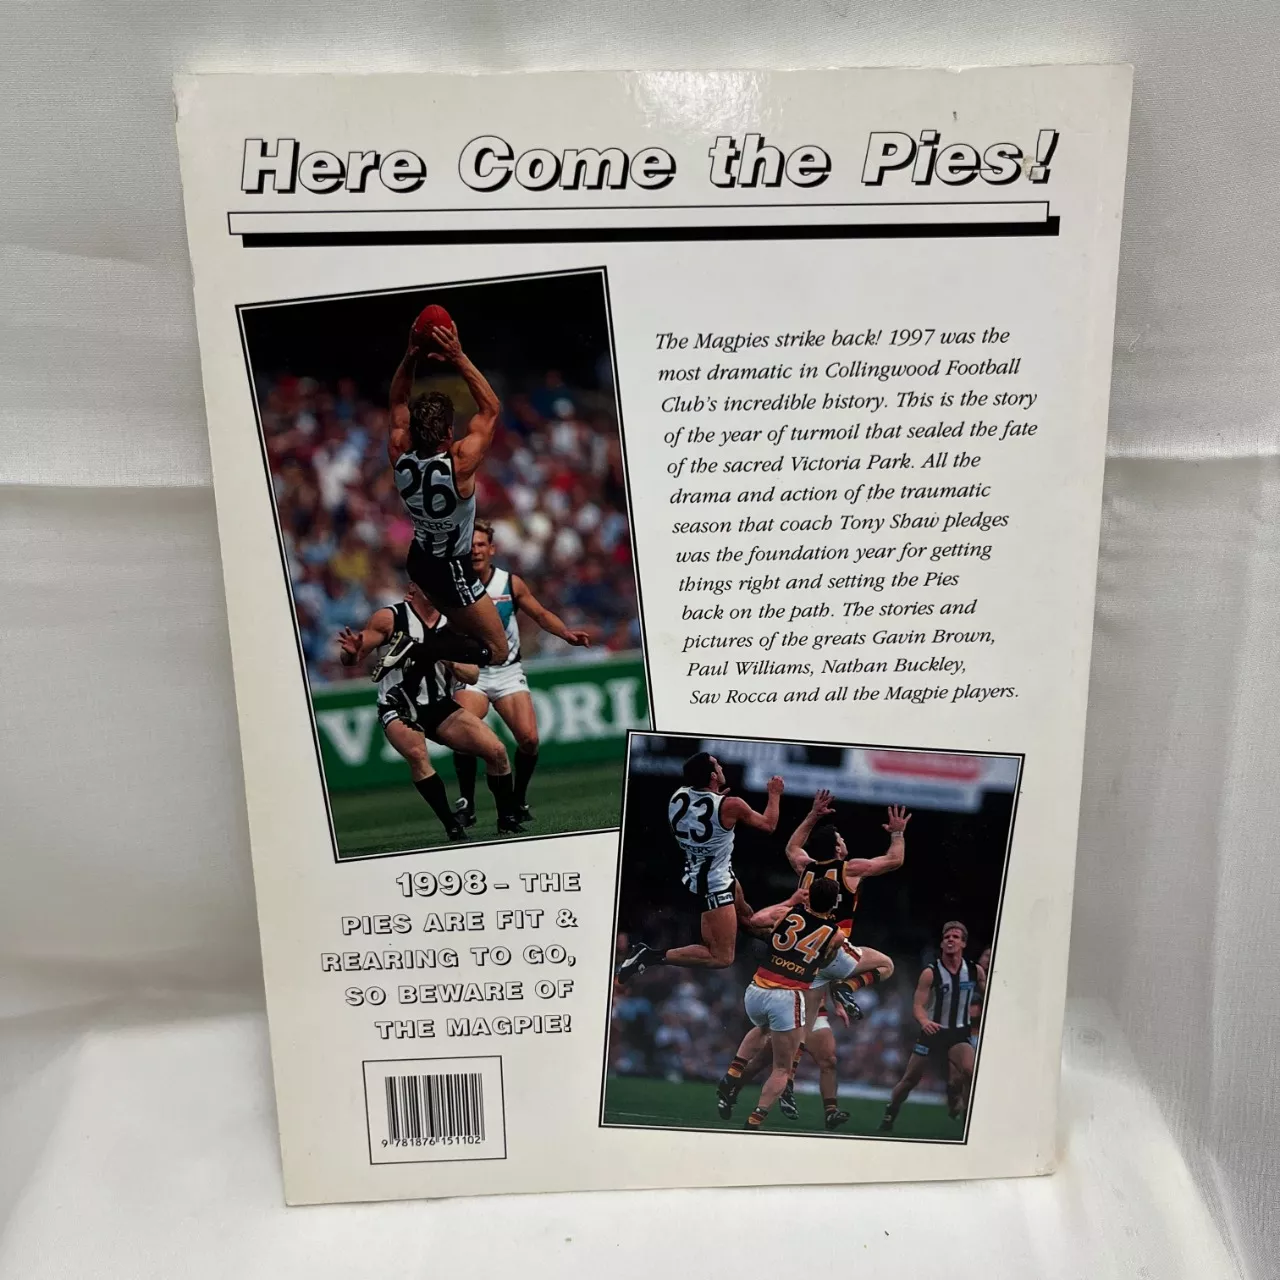 Here Come the Pies!
The Magpies strike back! 1997 was the
most dramatic in Collingwood Football
Club's incredible history. This is the story
of the year of turmoil that sealed the fate
of the sacred Victoria Park. All the
drama and action of the traumatic
season that coach Tony Shaw pledges
was the foundation year for getting
things right and setting the Pies
back on the path. The stories and
pictures of the greats Gavin Brown,
Paul Williams, Nathan Buckley,
Sav Rocca and all the Magpie players.
26
23
34
TOYOTA
1998 – THE
PIES ARE FIT &
REARING TO GO,
SO BEWARE OF
THE MAGPIE!
9 781876 151102